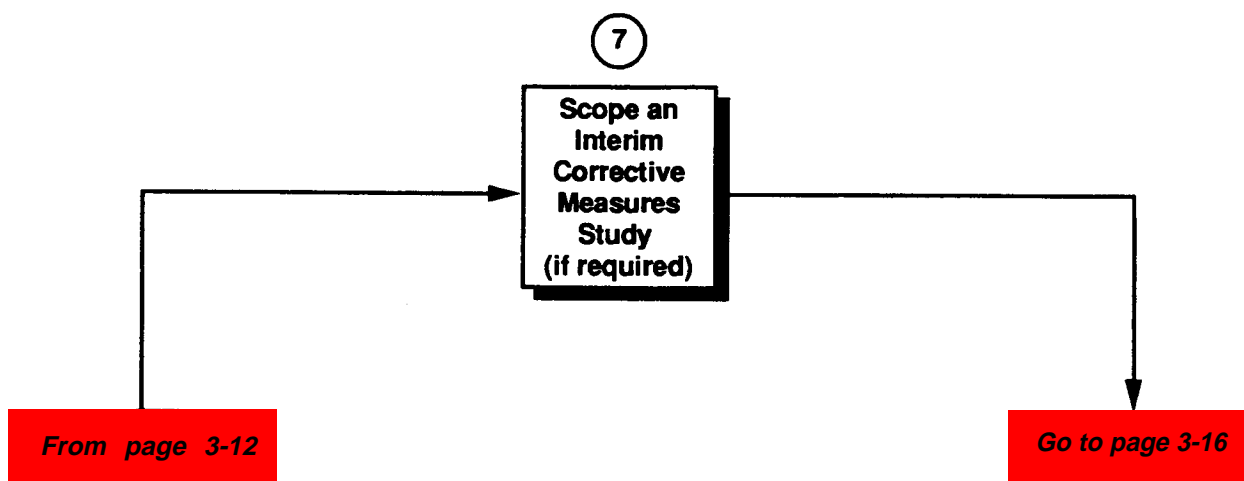 7
Scope an
Interim
Corrective
Measures
Study
(if required)
From page 3-12
Go to page 3-16